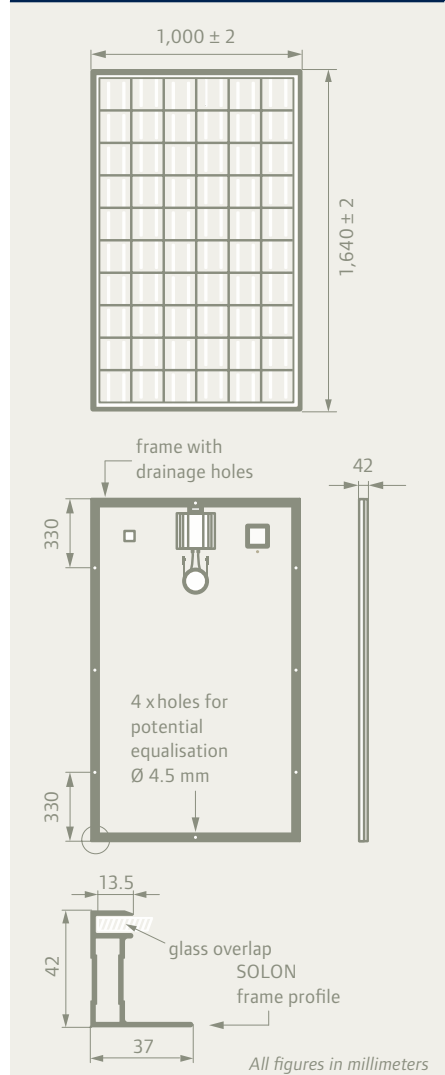 1,000 ± 2
1,640 ± 2
frame with
drainage holes
42
330
4 x holes for
potential
equalisation
Ø 4.5 mm
330
13.5
glass overlap
42
SOLON
frame profile
37
All figures in millimeters